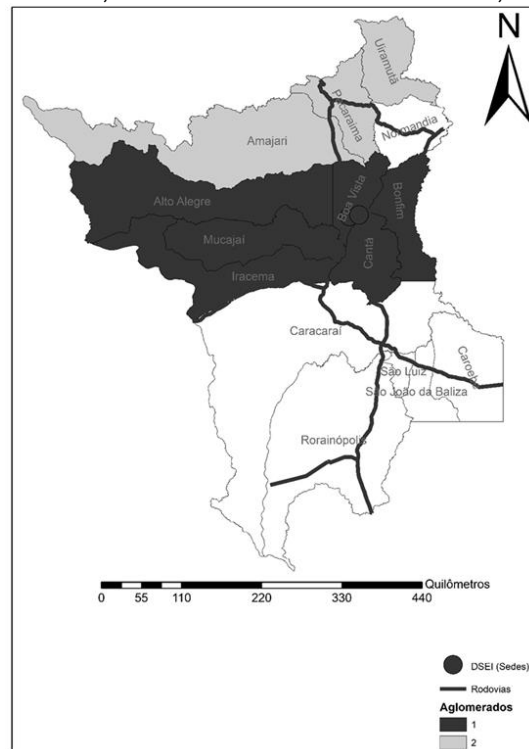 N
Uiramutã
Pacaraima
Normandia
Amajari
Alto Alegre
Boa Vista
Bonfim
Mucajaí
Cantá
Iracema
Caracaraí
São Luiz
Caroebe
São João da Baliza
Rorainópolis
Quilômetros
0 55 110 220 330 440
DSEI (Sedes)
Rodovias
Aglomerados
1
2